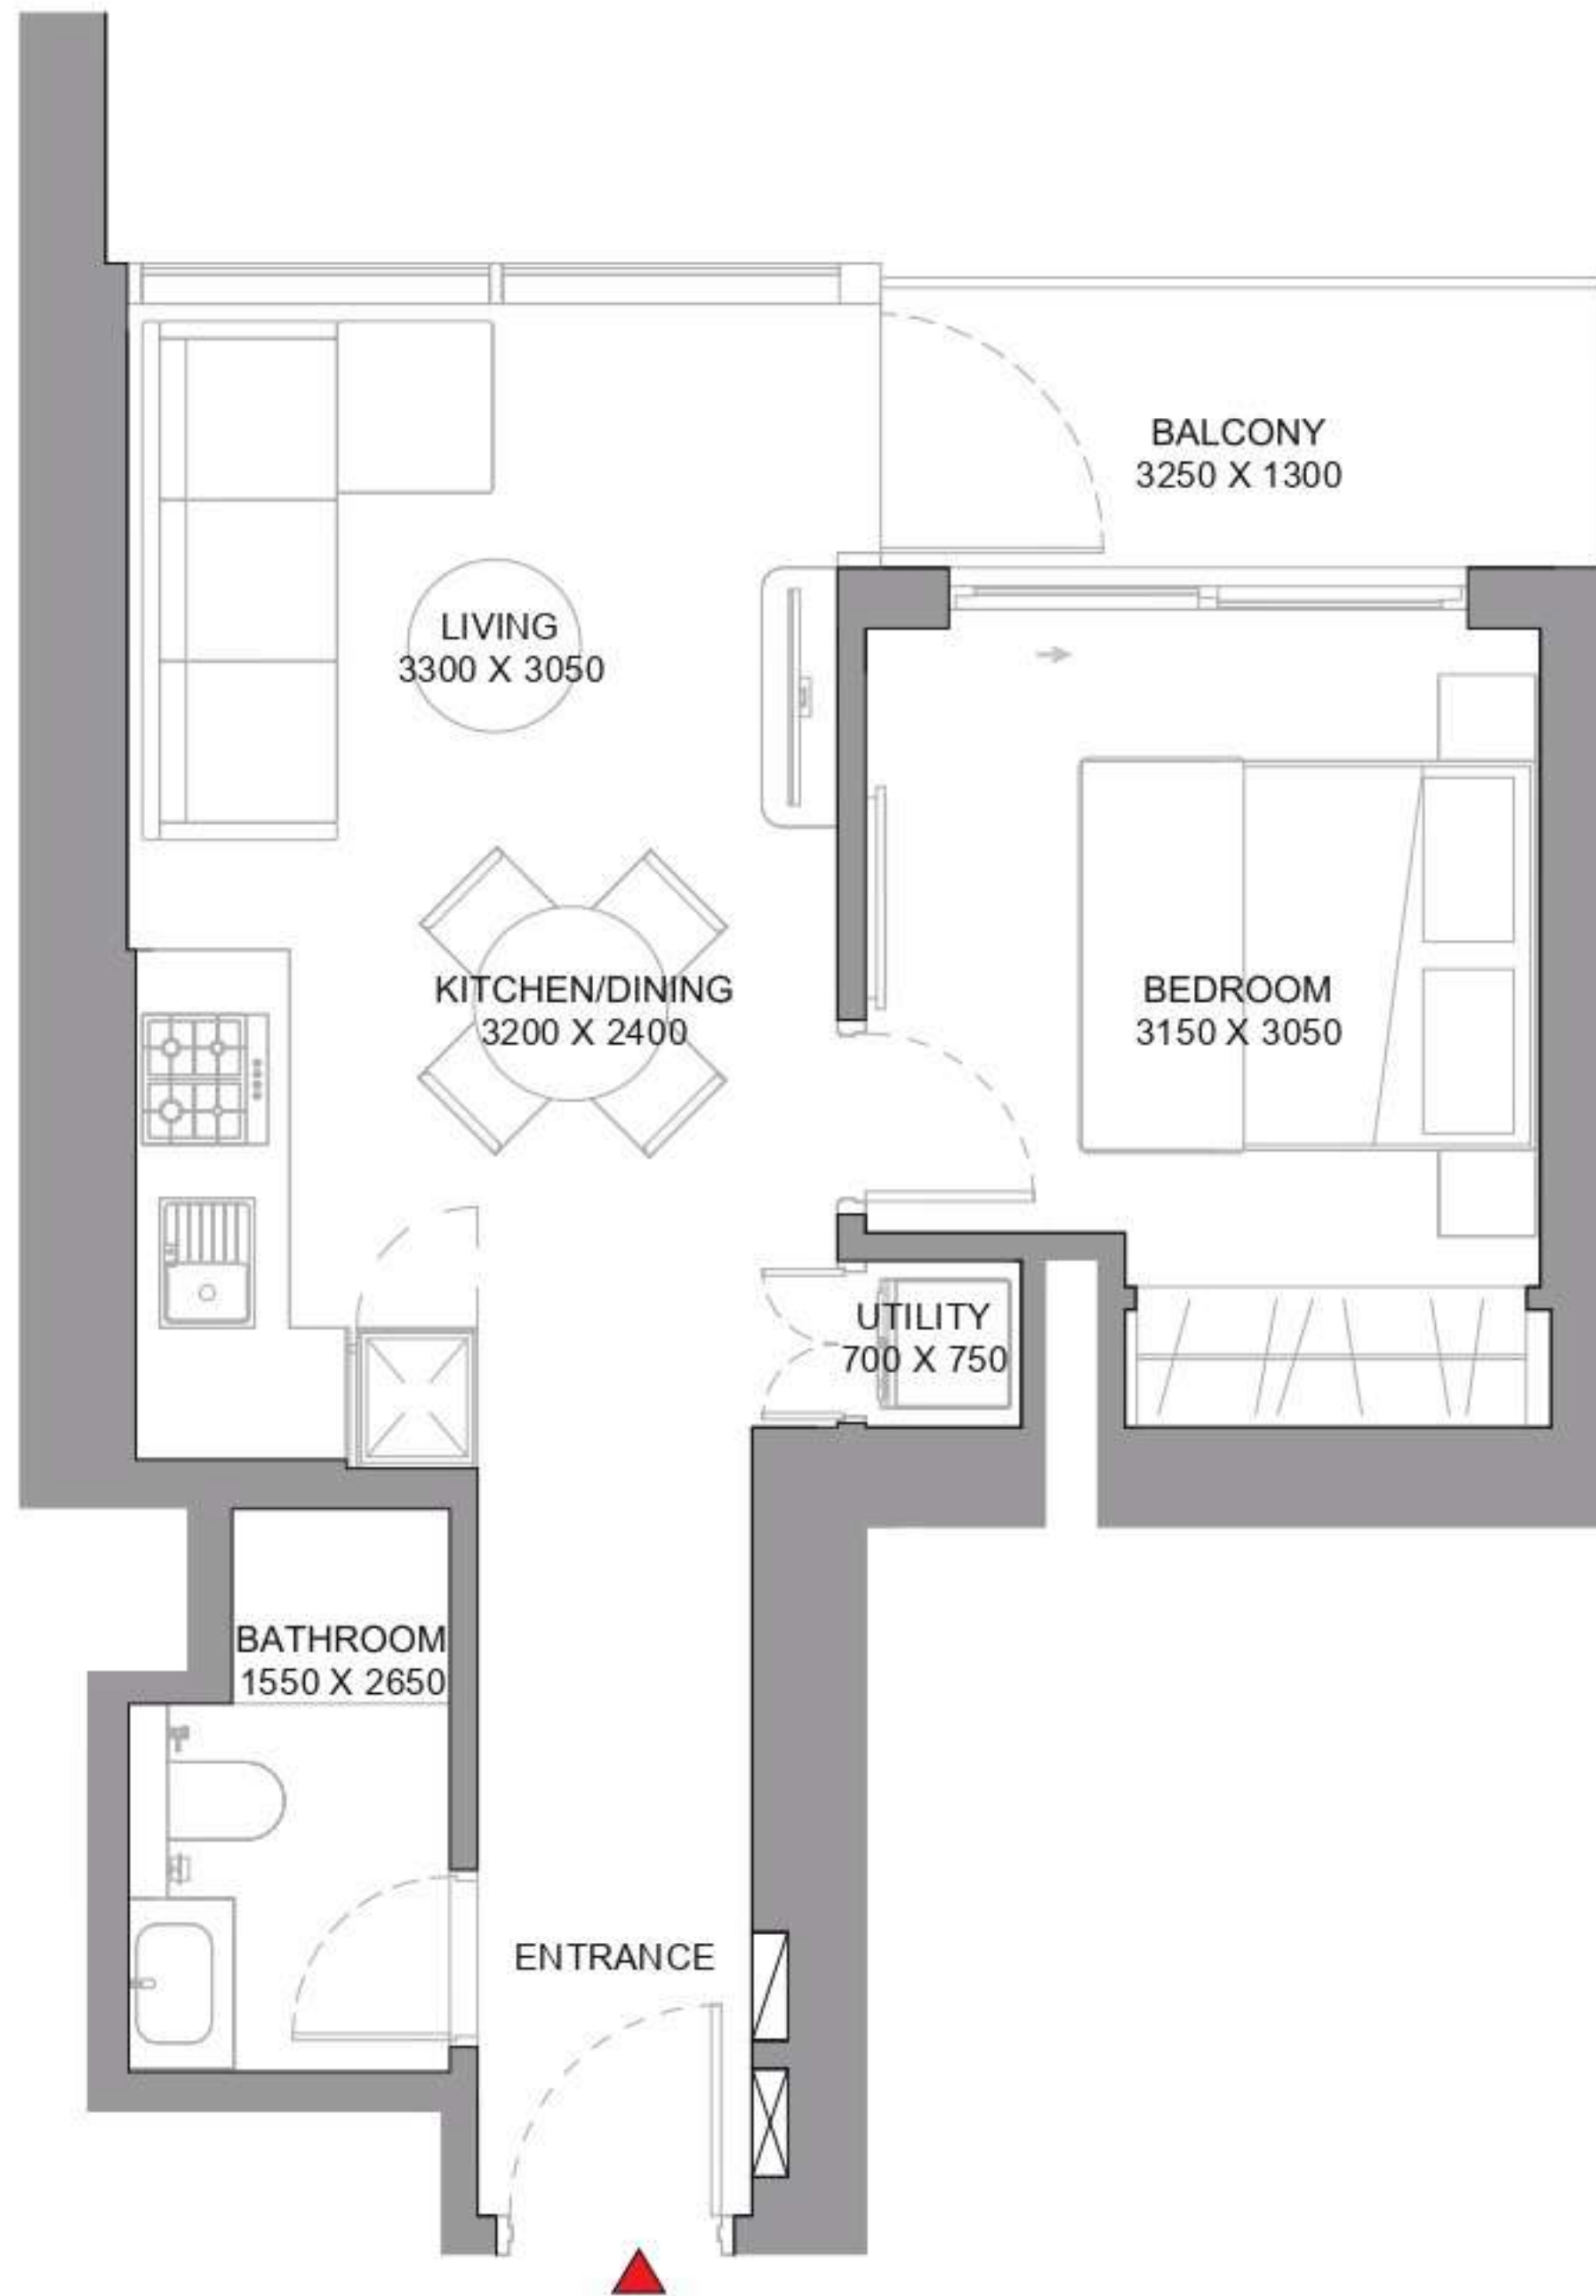 BALCONY
3250 X 1300
LIVING
3300 X 3050
KITCHEN/DINING
3200 X 2400
BEDROOM
3150 X 3050
UTILITY
700 X 750
BATHROOM
1550 X 2650
ENTRANCE